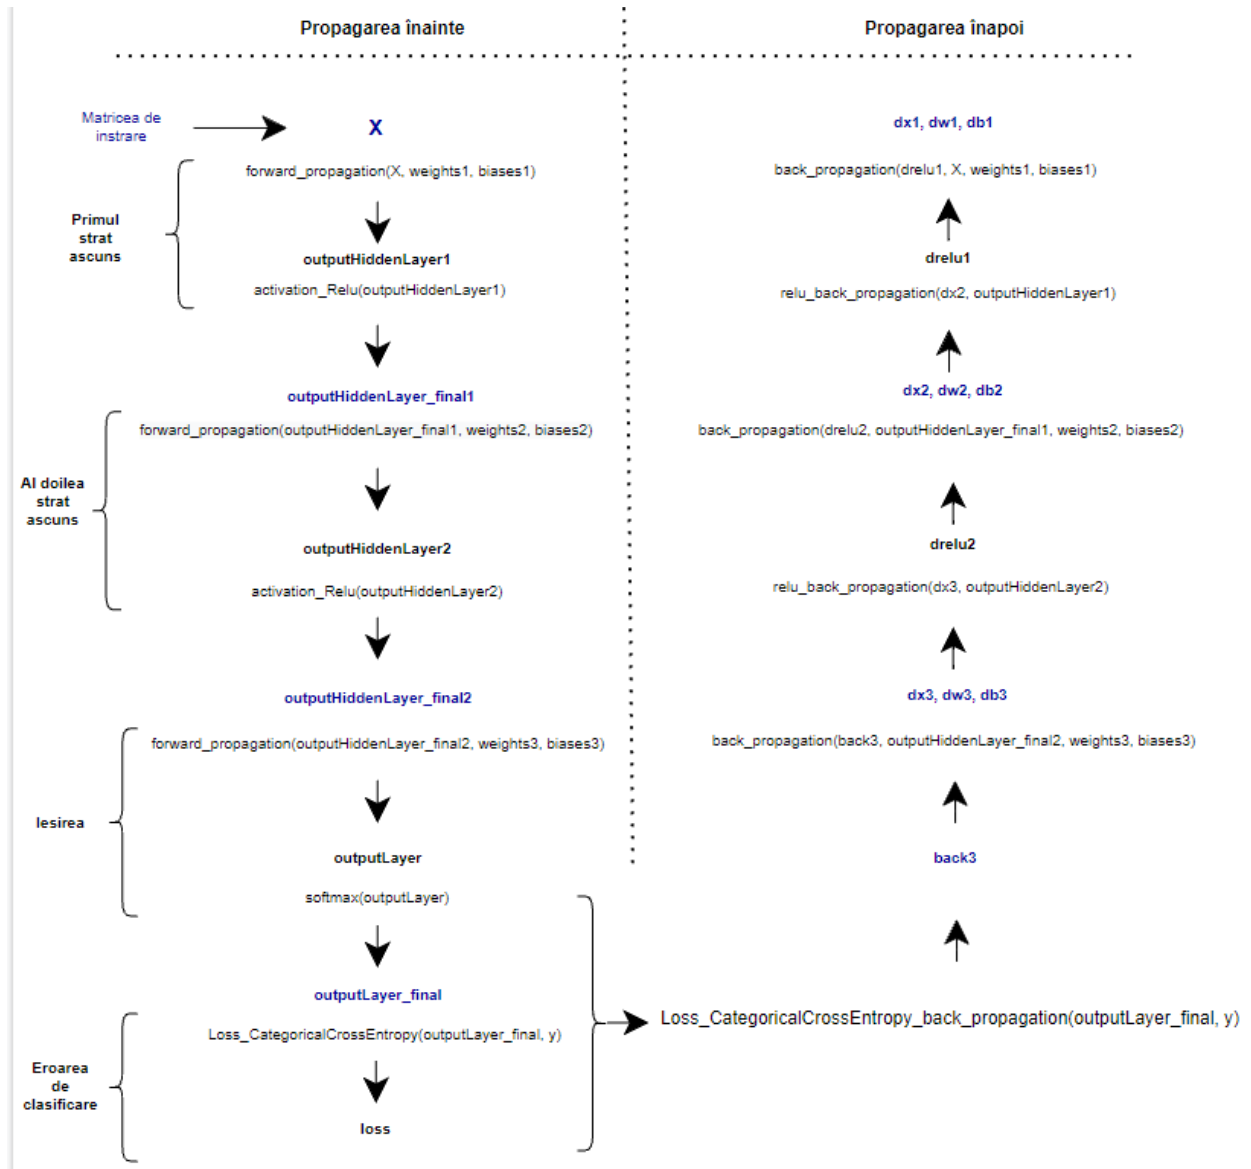 Propagarea înainte
Propagarea înapoi
Matricea de
instrare
X
forward_propagation(X, weights1, biases1)
Primul
strat
ascuns
outputHiddenLayer1
activation_Relu(outputHiddenLayer1)
outputHiddenLayer_final1
forward_propagation(outputHiddenLayer_final1, weights2, biases2)
Al doilea
strat
ascuns
outputHiddenLayer2
activation_Relu(outputHiddenLayer2)
outputHiddenLayer_final2
forward_propagation(outputHiddenLayer_final2, weights3, biases3)
Iesirea
outputLayer
softmax(outputLayer)
outputLayer_final
Loss_CategoricalCrossEntropy(outputLayer_final, y)
Eroarea
de
clasificare
loss
dx1, dw1, db1
back_propagation(drelu1, X, weights1, biases1)
drelu1
relu_back_propagation(dx2, outputHiddenLayer1)
dx2, dw2, db2
back_propagation(drelu2, outputHiddenLayer_final1, weights2, biases2)
drelu2
relu_back_propagation(dx3, outputHiddenLayer2)
dx3, dw3, db3
back_propagation(back3, outputHiddenLayer_final2, weights3, biases3)
back3
Loss_CategoricalCrossEntropy_back_propagation(outputLayer_final, y)